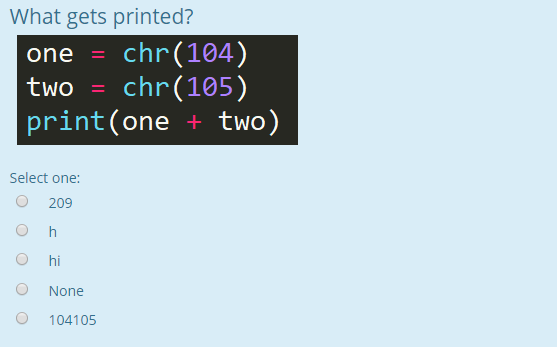 What gets printed?
one = chr(104)
two = chr(105)
print(one + two)
Select one:
209
h
hi
None
104105